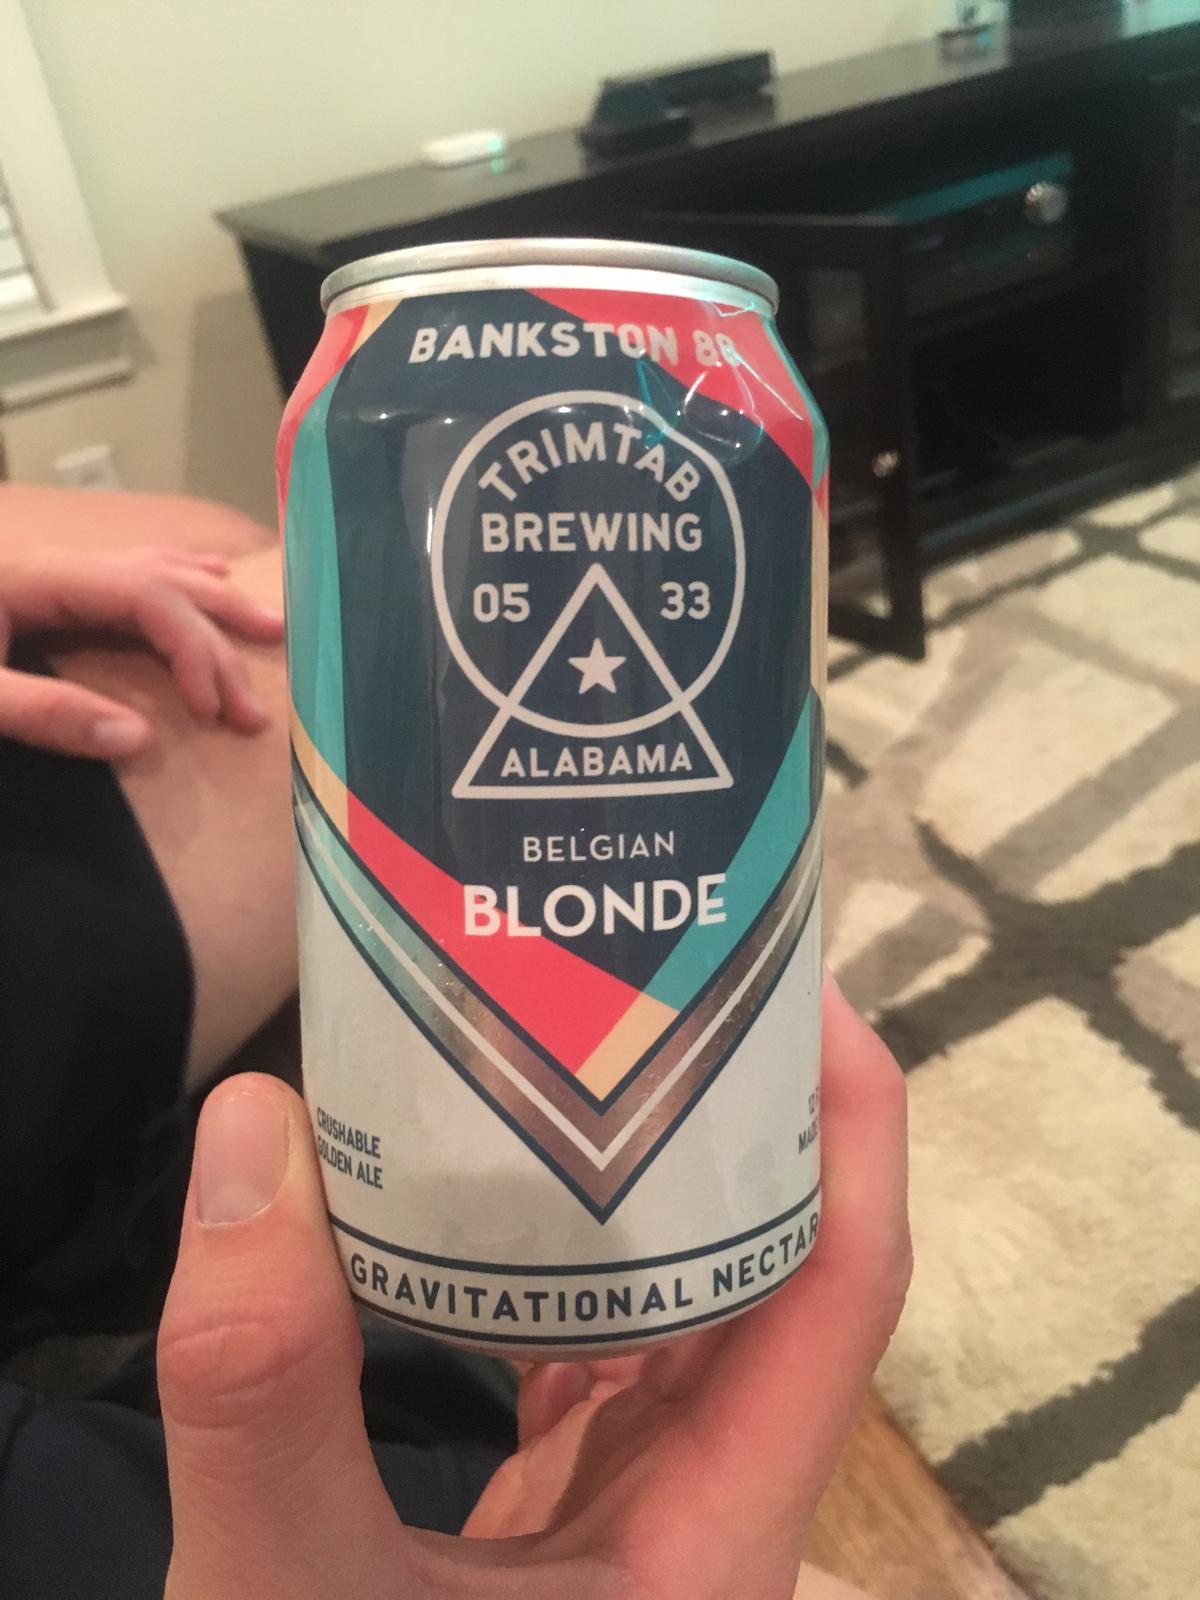 BANKSTON 88
TRIMTAB
BREWING
05 33
ALABAMA
BELGIAN
BLONDE
CRUSHABLE
GOLDEN ALE
GRAVITATIONAL NECTAR